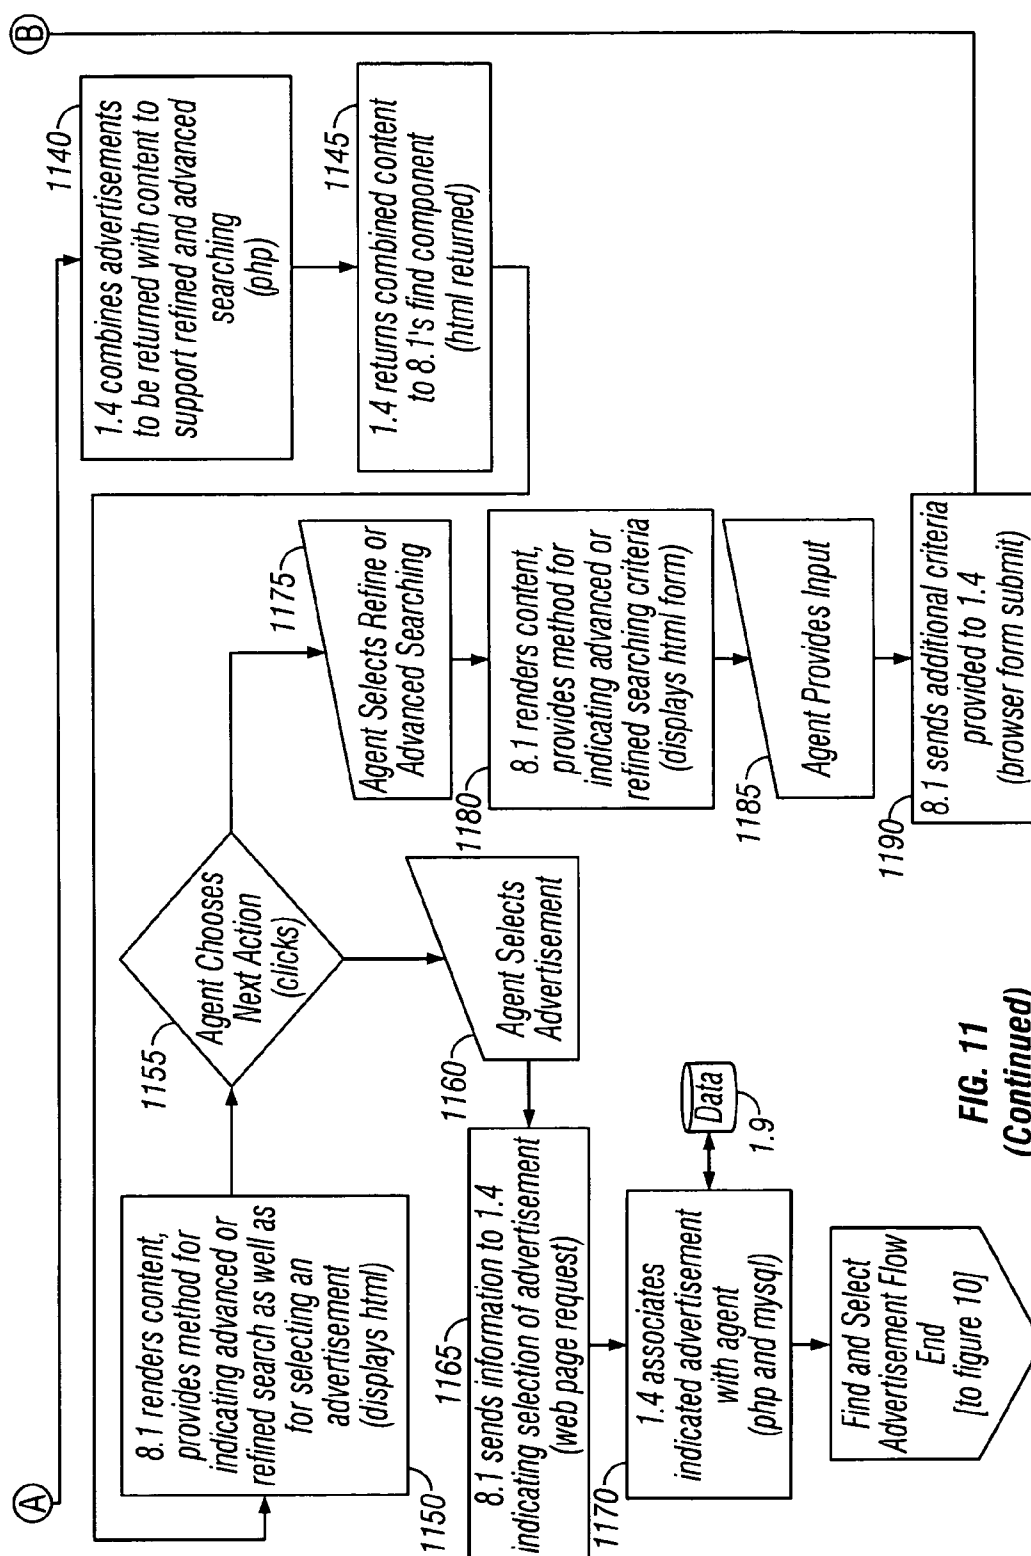 A
1140
1.4 combines advertisements
to be returned with content to
support refined and advanced
searching
(php)
1145
1.4 returns combined content
to 8.1's find component
(html returned)
8.1 renders content,
provides method for
indicating advanced or
refined search as well as
for selecting an
advertisement
(displays html)
1150
1155
Agent Chooses
Next Action
(clicks)
1175
Agent Selects Refine or
Advanced Searching
1180
8.1 renders content,
provides method for
indicating advanced or
refined searching criteria
(displays html form)
1185
Agent Provides Input
1190
8.1 sends additional criteria
provided to 1.4
(browser form submit)
B
1160
Agent Selects
Advertisement
1165
8.1 sends information to 1.4
indicating selection of advertisement
(web page request)
1170
1.4 associates
indicated advertisement
with agent
(php and mysql)
Data
1.9
Find and Select
Advertisement Flow
End
[to figure 10]
FIG. 11
(Continued)